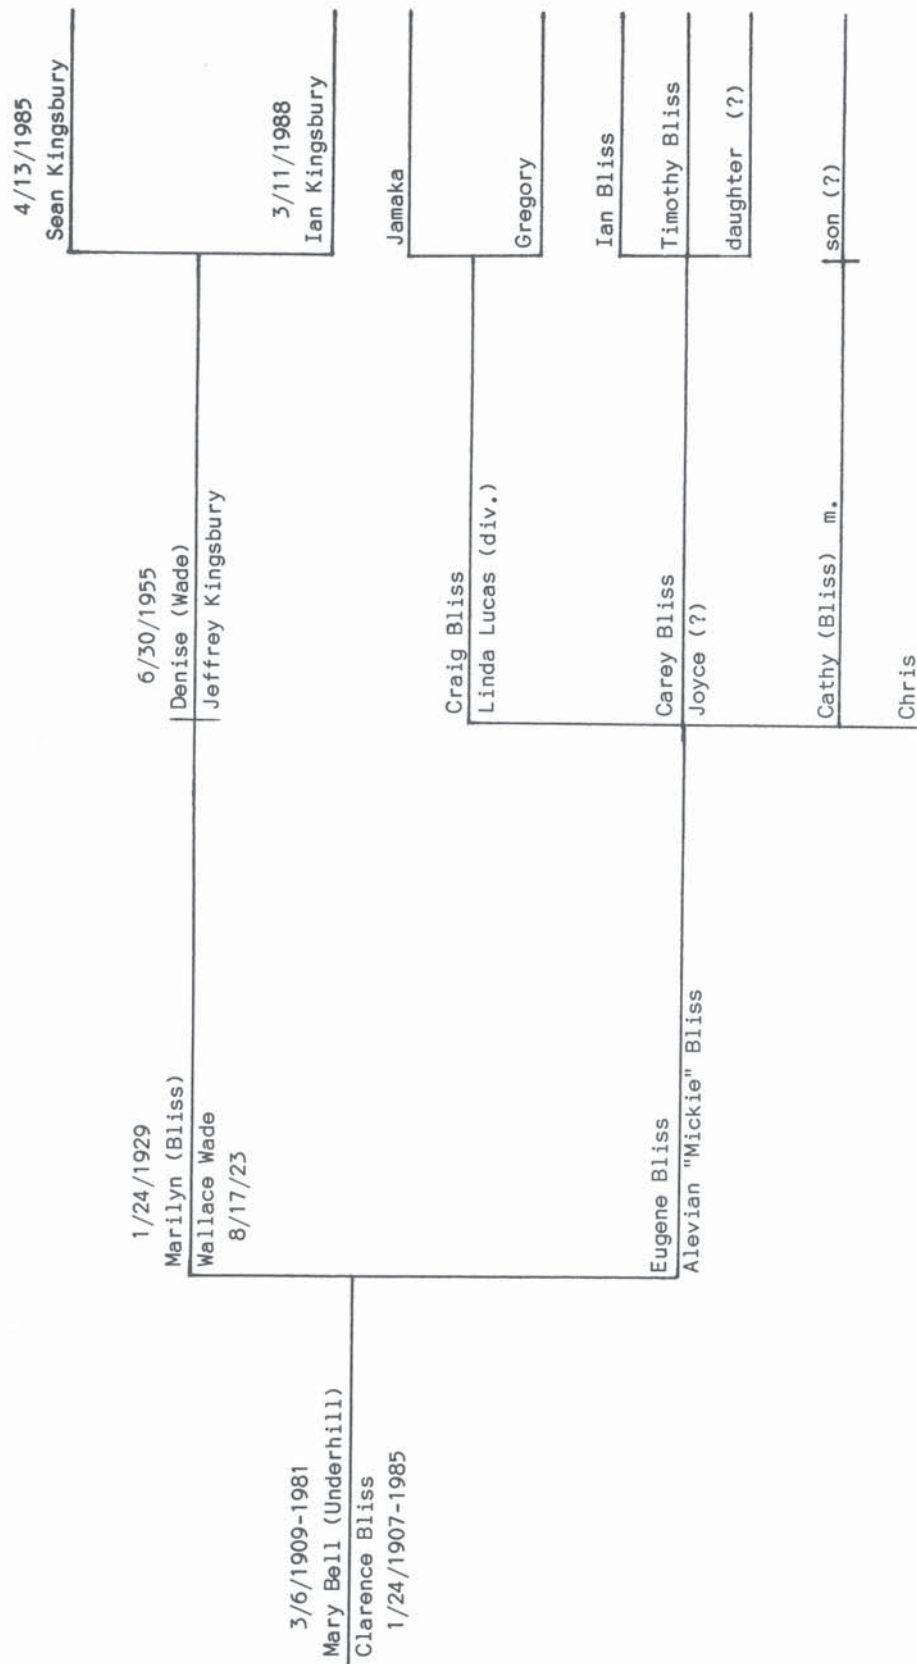 3/6/1909-1981
Mary Bell (Underhill)
Clarence Bliss
1/24/1907-1985
1/24/1929
Marilyn (Bliss)
Wallace Wade
8/17/23
Eugene Bliss
Alevian "Mickie" Bliss
6/30/1955
Denise (Wade)
Jeffrey Kingsbury
Craig Bliss
Linda Lucas (div.)
Carey Bliss
Joyce (?)
Cathy (Bliss) m.
Chris
4/13/1985
Sean Kingsbury
3/11/1988
Ian Kingsbury
Jamaka
Gregory
Ian Bliss
Timothy Bliss
daughter (?)
son (?)